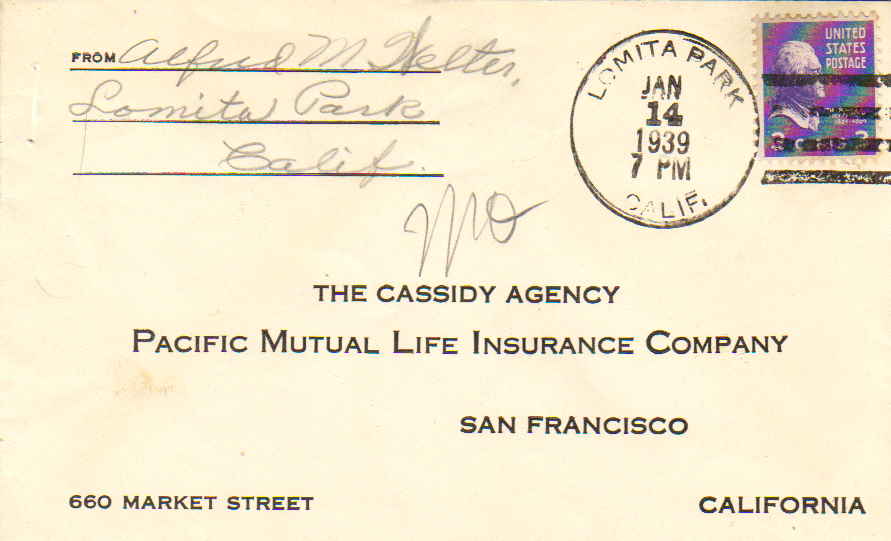 FROM Alfred M. Welter,
Lomita Park
Calif.
LOMITA PARK
JAN
14
1939
7 PM
CALIF.
UNITED
STATES
POSTAGE
THE CASSIDY AGENCY
PACIFIC MUTUAL LIFE INSURANCE COMPANY
SAN FRANCISCO
660 MARKET STREET
CALIFORNIA